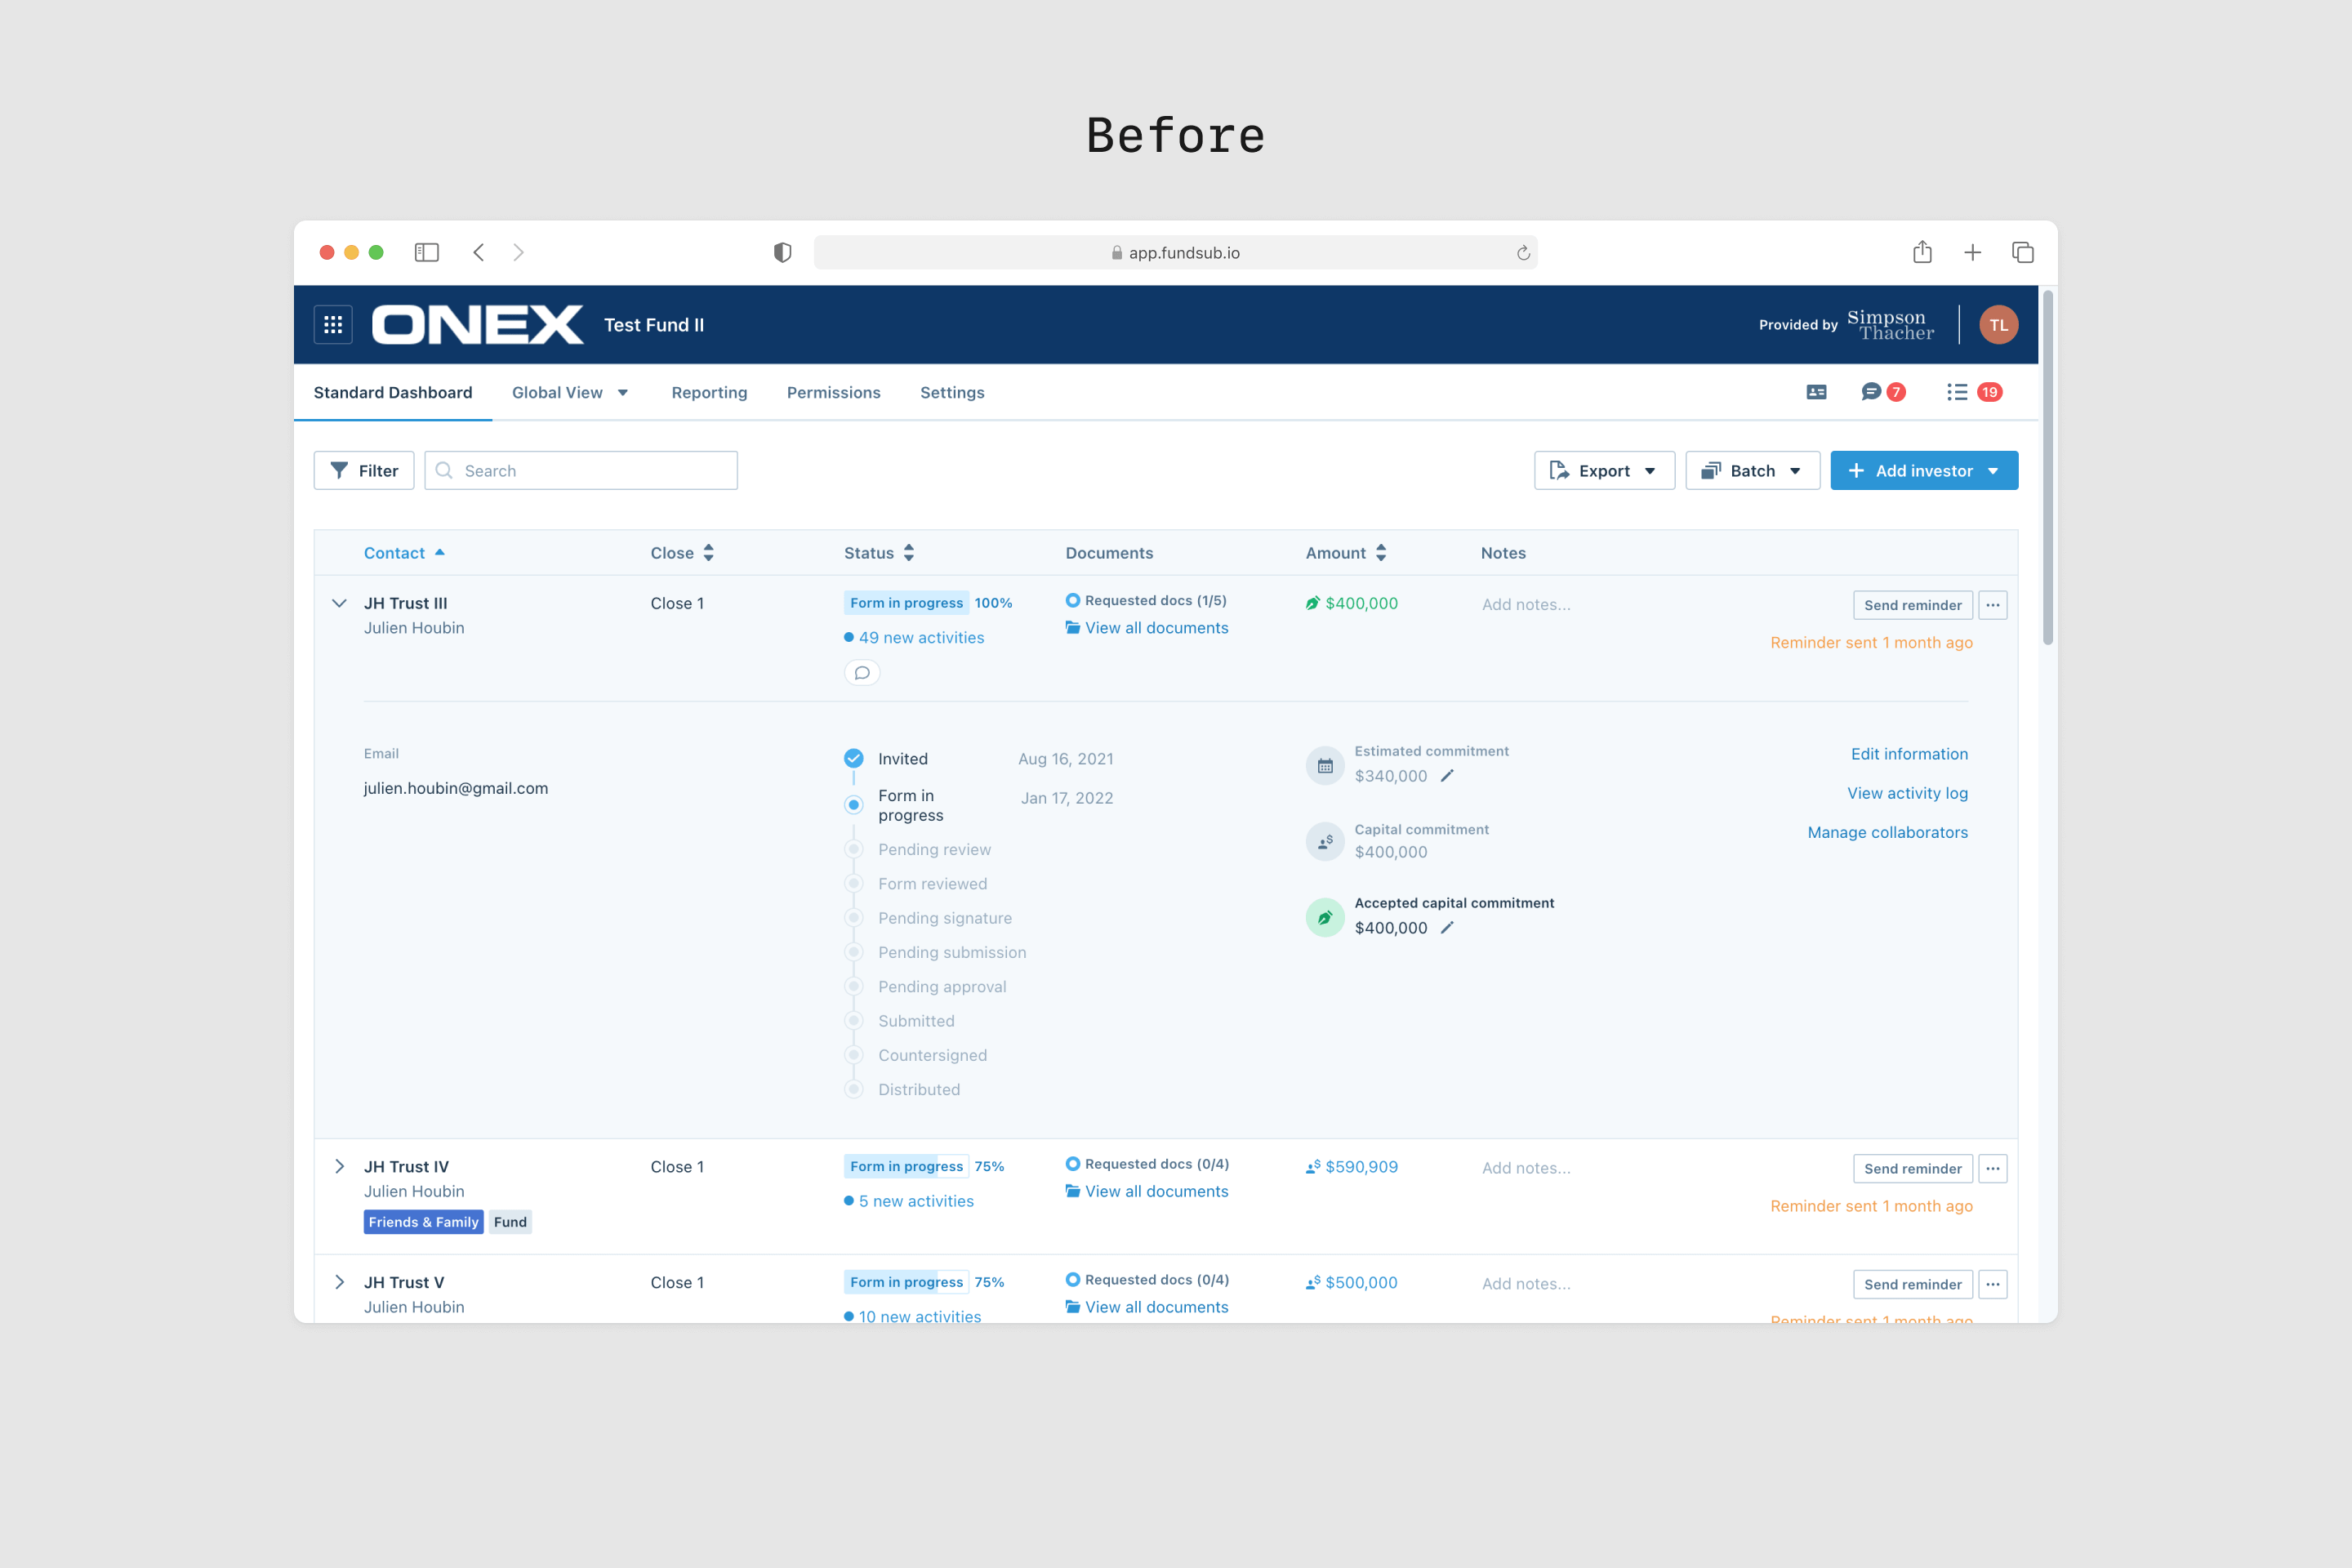 Before
app.fundsub.io
ONEX Test Fund II
Provided by Simpson Thacher TL
Standard Dashboard Global View Reporting Permissions Settings 7 19
Filter Search Export Batch Add investor
Contact Close Status Documents Amount Notes
JH Trust III Close 1 Form in progress 100% Requested docs (1/5) $400,000 Add notes... Send reminder
Julien Houbin 49 new activities View all documents Reminder sent 1 month ago
Email
julien.houbin@gmail.com
Invited Aug 16, 2021
Form in progress Jan 17, 2022
Pending review
Form reviewed
Pending signature
Pending submission
Pending approval
Submitted
Countersigned
Distributed
Estimated commitment
$340,000
Capital commitment
$400,000
Accepted capital commitment
$400,000
Edit information
View activity log
Manage collaborators
JH Trust IV Close 1 Form in progress 75% Requested docs (0/4) $590,909 Add notes... Send reminder
Julien Houbin 5 new activities View all documents Reminder sent 1 month ago
Friends & Family Fund
JH Trust V Close 1 Form in progress 75% Requested docs (0/4) $500,000 Add notes... Send reminder
Julien Houbin 10 new activities View all documents Reminder sent 1 month ago